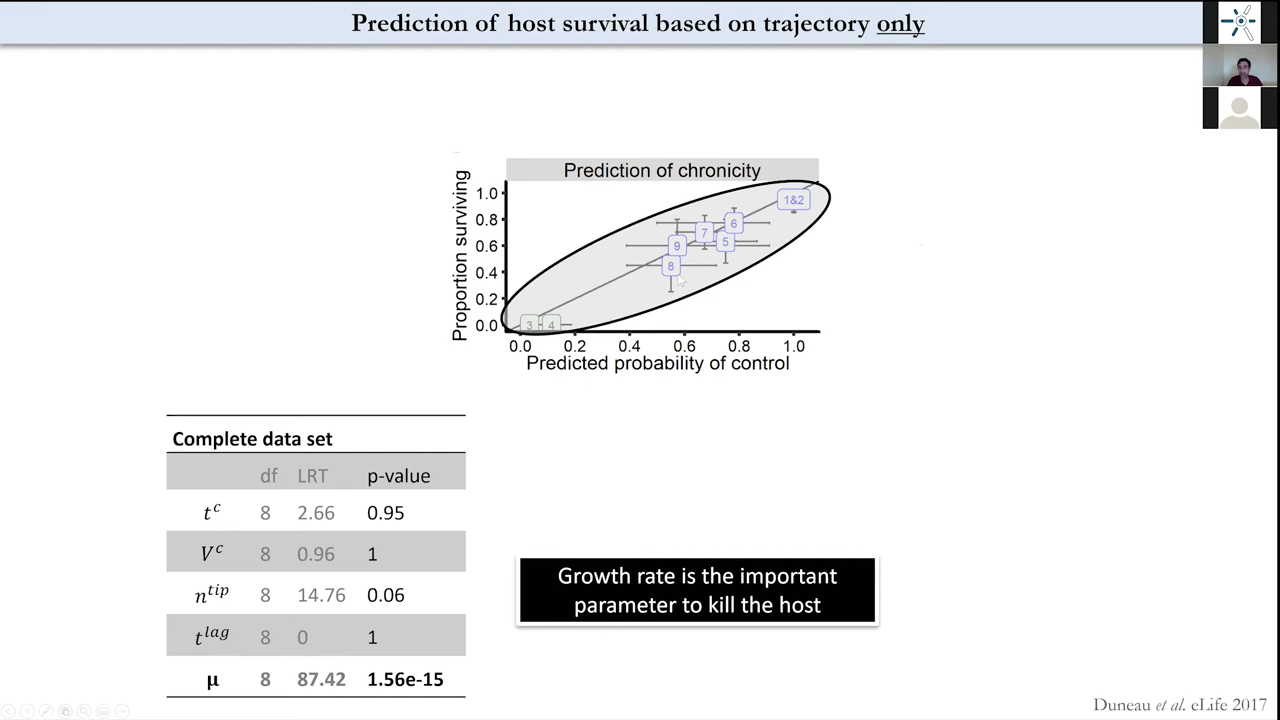 Prediction of host survival based on trajectory only
Prediction of chronicity
Proportion surviving
1.0
0.8
0.6
0.4
0.2
0.0
1&2
6
7
5
9
8
3
4
0.0 0.2 0.4 0.6 0.8 1.0
Predicted probability of control
Complete data set
df LRT p-value
t^c 8 2.66 0.95
V^c 8 0.96 1
n^tip 8 14.76 0.06
t^lag 8 0 1
μ 8 87.42 1.56e-15
Growth rate is the important
parameter to kill the host
Duneau et al. eLife 2017